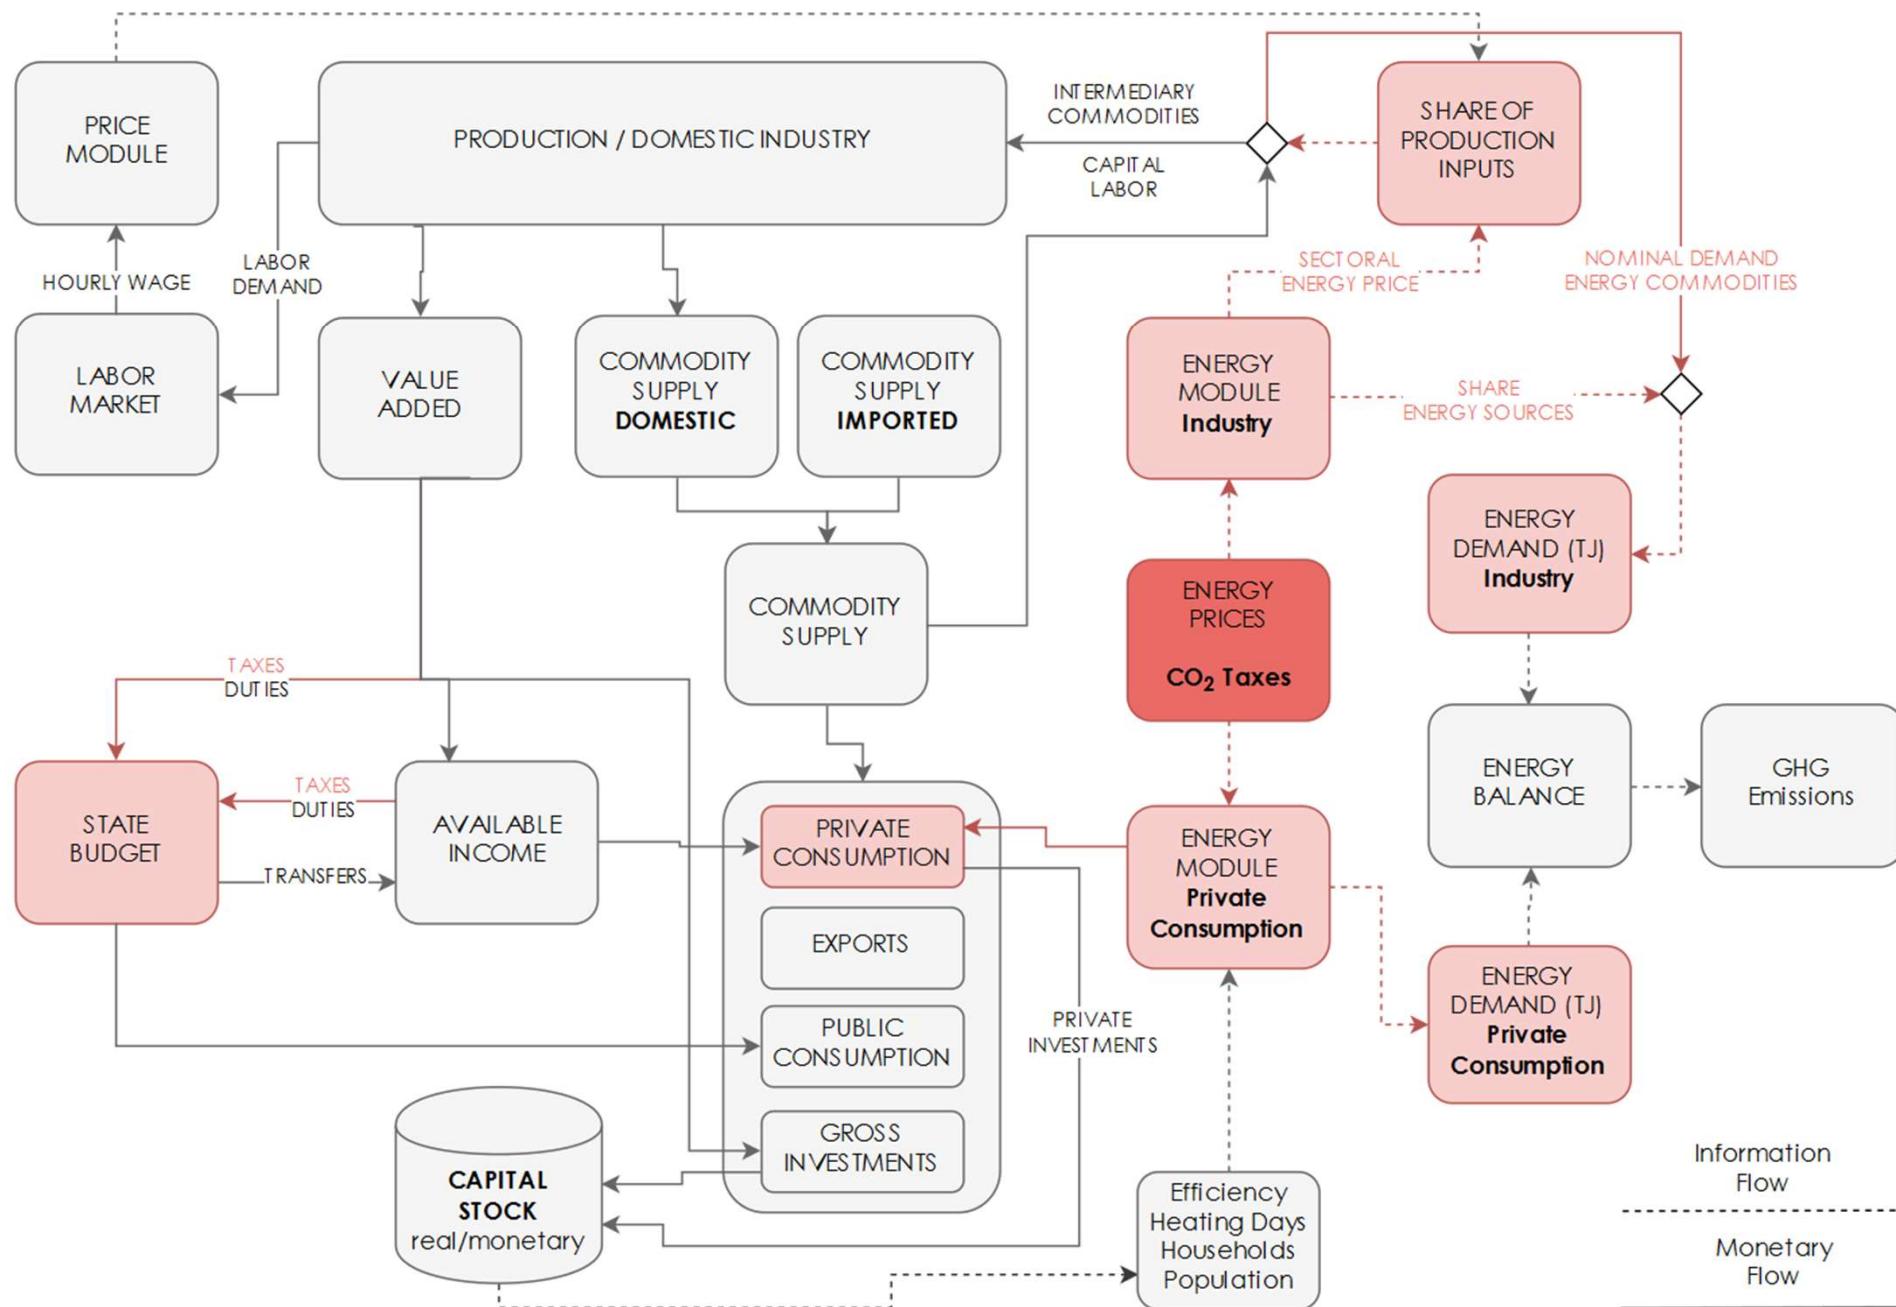 PRICE
MODULE
PRODUCTION / DOMESTIC INDUSTRY
INTERMEDIARY
COMMODITIES
CAPITAL
LABOR
SHARE OF
PRODUCTION
INPUTS
HOURLY WAGE
LABOR
DEMAND
SECTORAL
ENERGY PRICE
NOMINAL DEMAND
ENERGY COMMODITIES
LABOR
MARKET
VALUE
ADDED
COMMODITY
SUPPLY
DOMESTIC
COMMODITY
SUPPLY
IMPORTED
ENERGY
MODULE
Industry
SHARE
ENERGY SOURCES
ENERGY
DEMAND (TJ)
Industry
COMMODITY
SUPPLY
ENERGY
PRICES
CO₂ Taxes
TAXES
DUTIES
STATE
BUDGET
TAXES
DUTIES
TRANSFERS
AVAILABLE
INCOME
PRIVATE
CONSUMPTION
EXPORTS
PUBLIC
CONSUMPTION
GROSS
INVESTMENTS
PRIVATE
INVESTMENTS
ENERGY
MODULE
Private
Consumption
ENERGY
BALANCE
GHG
Emissions
ENERGY
DEMAND (TJ)
Private
Consumption
CAPITAL
STOCK
real/monetary
Efficiency
Heating Days
Households
Population
Information
Flow
Monetary
Flow